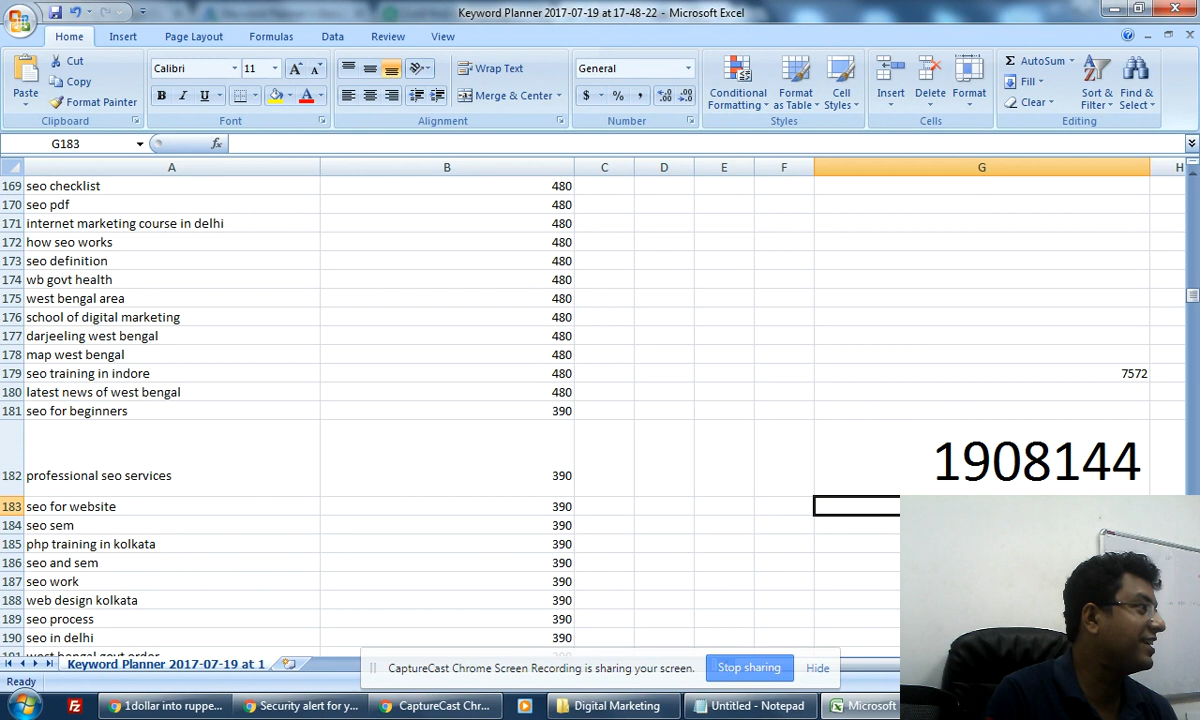 Keyword Planner 2017-07-19 at 17-48-22 - Microsoft Excel
Home Insert Page Layout Formulas Data Review View
Paste Cut Copy Format Painter Clipboard
Calibri 11 A A B I U A Font
Wrap Text Merge & Center Alignment
General $ % , .0 .00 .00 .0 Number
Conditional Formatting Format as Table Cell Styles Styles
Insert Delete Format Cells
Σ AutoSum Fill Clear Sort & Filter Find & Select Editing
G183 fx
A B C D E F G H
169 seo checklist 480
170 seo pdf 480
171 internet marketing course in delhi 480
172 how seo works 480
173 seo definition 480
174 wb govt health 480
175 west bengal area 480
176 school of digital marketing 480
177 darjeeling west bengal 480
178 map west bengal 480
179 seo training in indore 480 7572
180 latest news of west bengal 480
181 seo for beginners 390
182 professional seo services 390 1908144
183 seo for website 390
184 seo sem 390
185 php training in kolkata 390
186 seo and sem 390
187 seo work 390
188 web design kolkata 390
189 seo process 390
190 seo in delhi 390
191 west bengal govt order
Keyword Planner 2017-07-19 at 1
CaptureCast Chrome Screen Recording is sharing your screen. Stop sharing Hide
Ready
1dollar into ruppe... Security alert for y... CaptureCast Chr... Digital Marketing Untitled - Notepad Microsoft